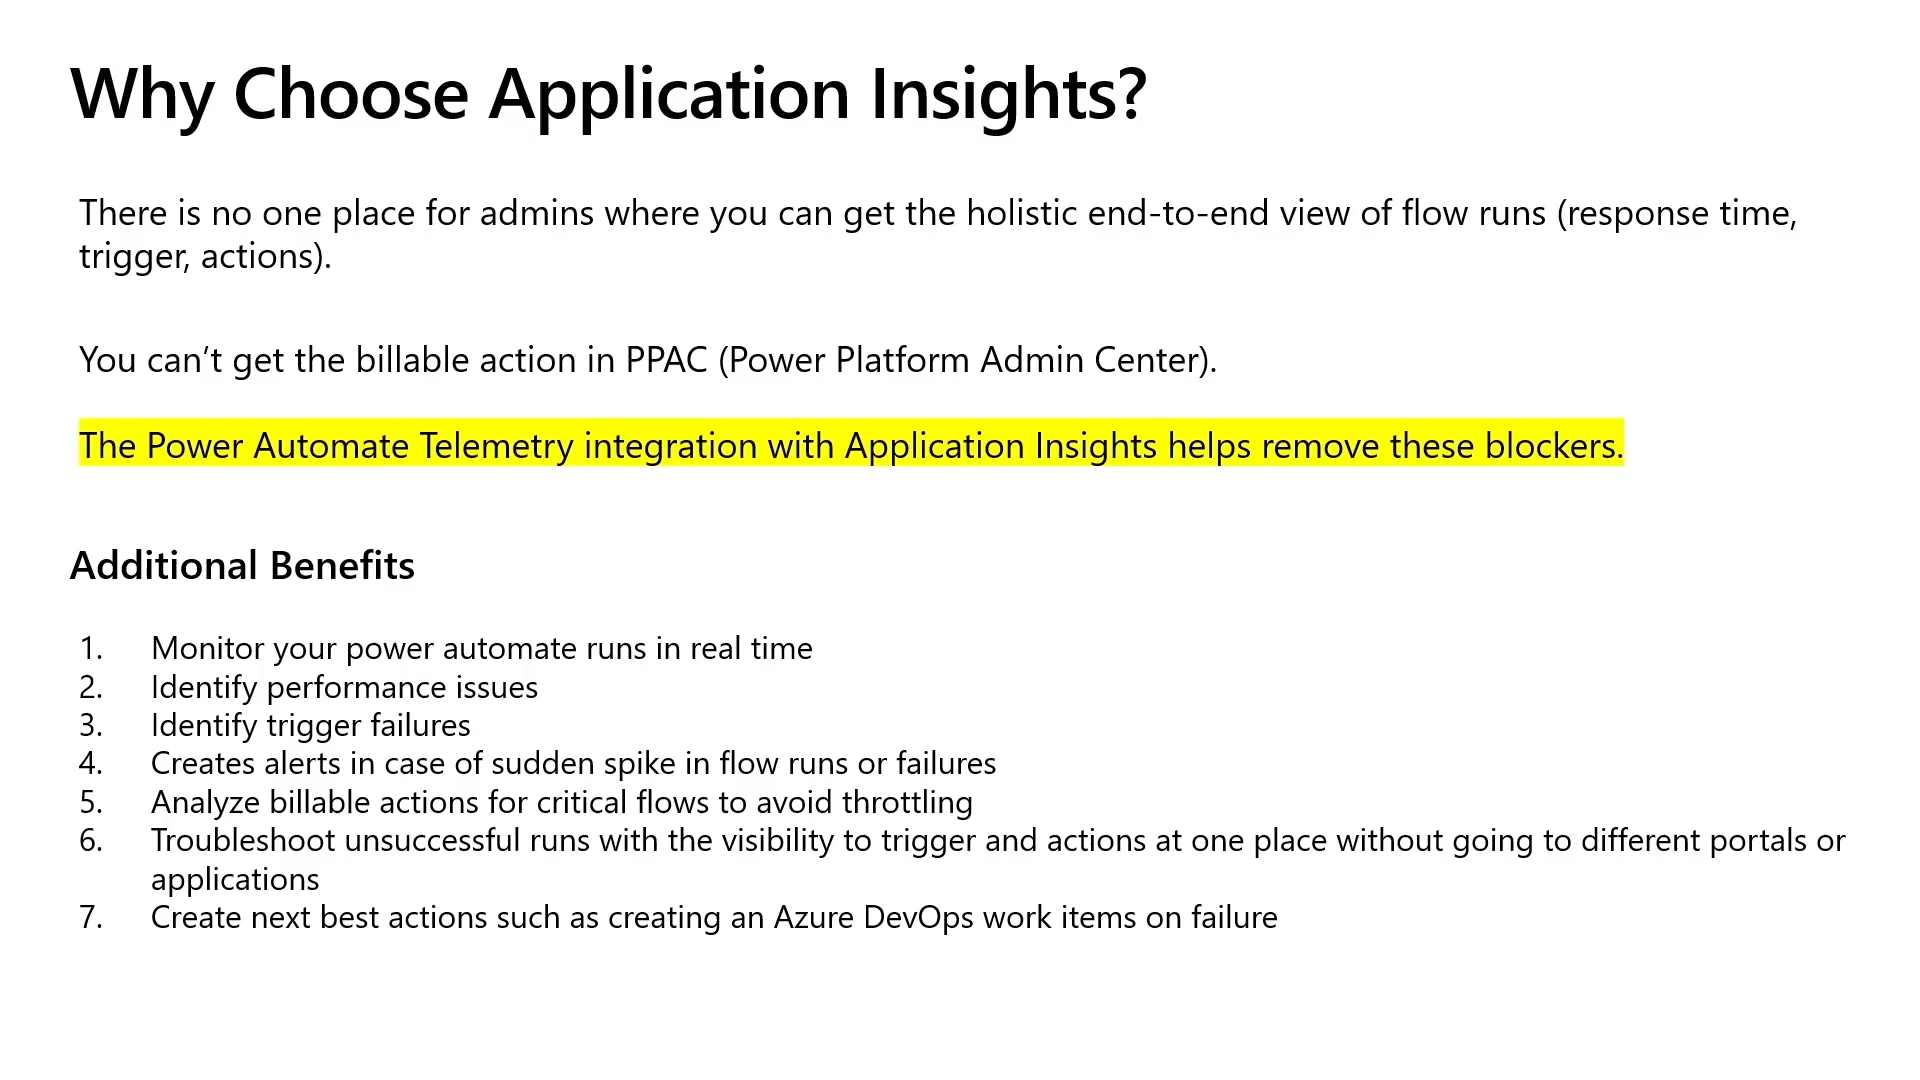 Why Choose Application Insights?
There is no one place for admins where you can get the holistic end-to-end view of flow runs (response time,
trigger, actions).
You can’t get the billable action in PPAC (Power Platform Admin Center).
The Power Automate Telemetry integration with Application Insights helps remove these blockers.
Additional Benefits
1. Monitor your power automate runs in real time
2. Identify performance issues
3. Identify trigger failures
4. Creates alerts in case of sudden spike in flow runs or failures
5. Analyze billable actions for critical flows to avoid throttling
6. Troubleshoot unsuccessful runs with the visibility to trigger and actions at one place without going to different portals or
applications
7. Create next best actions such as creating an Azure DevOps work items on failure